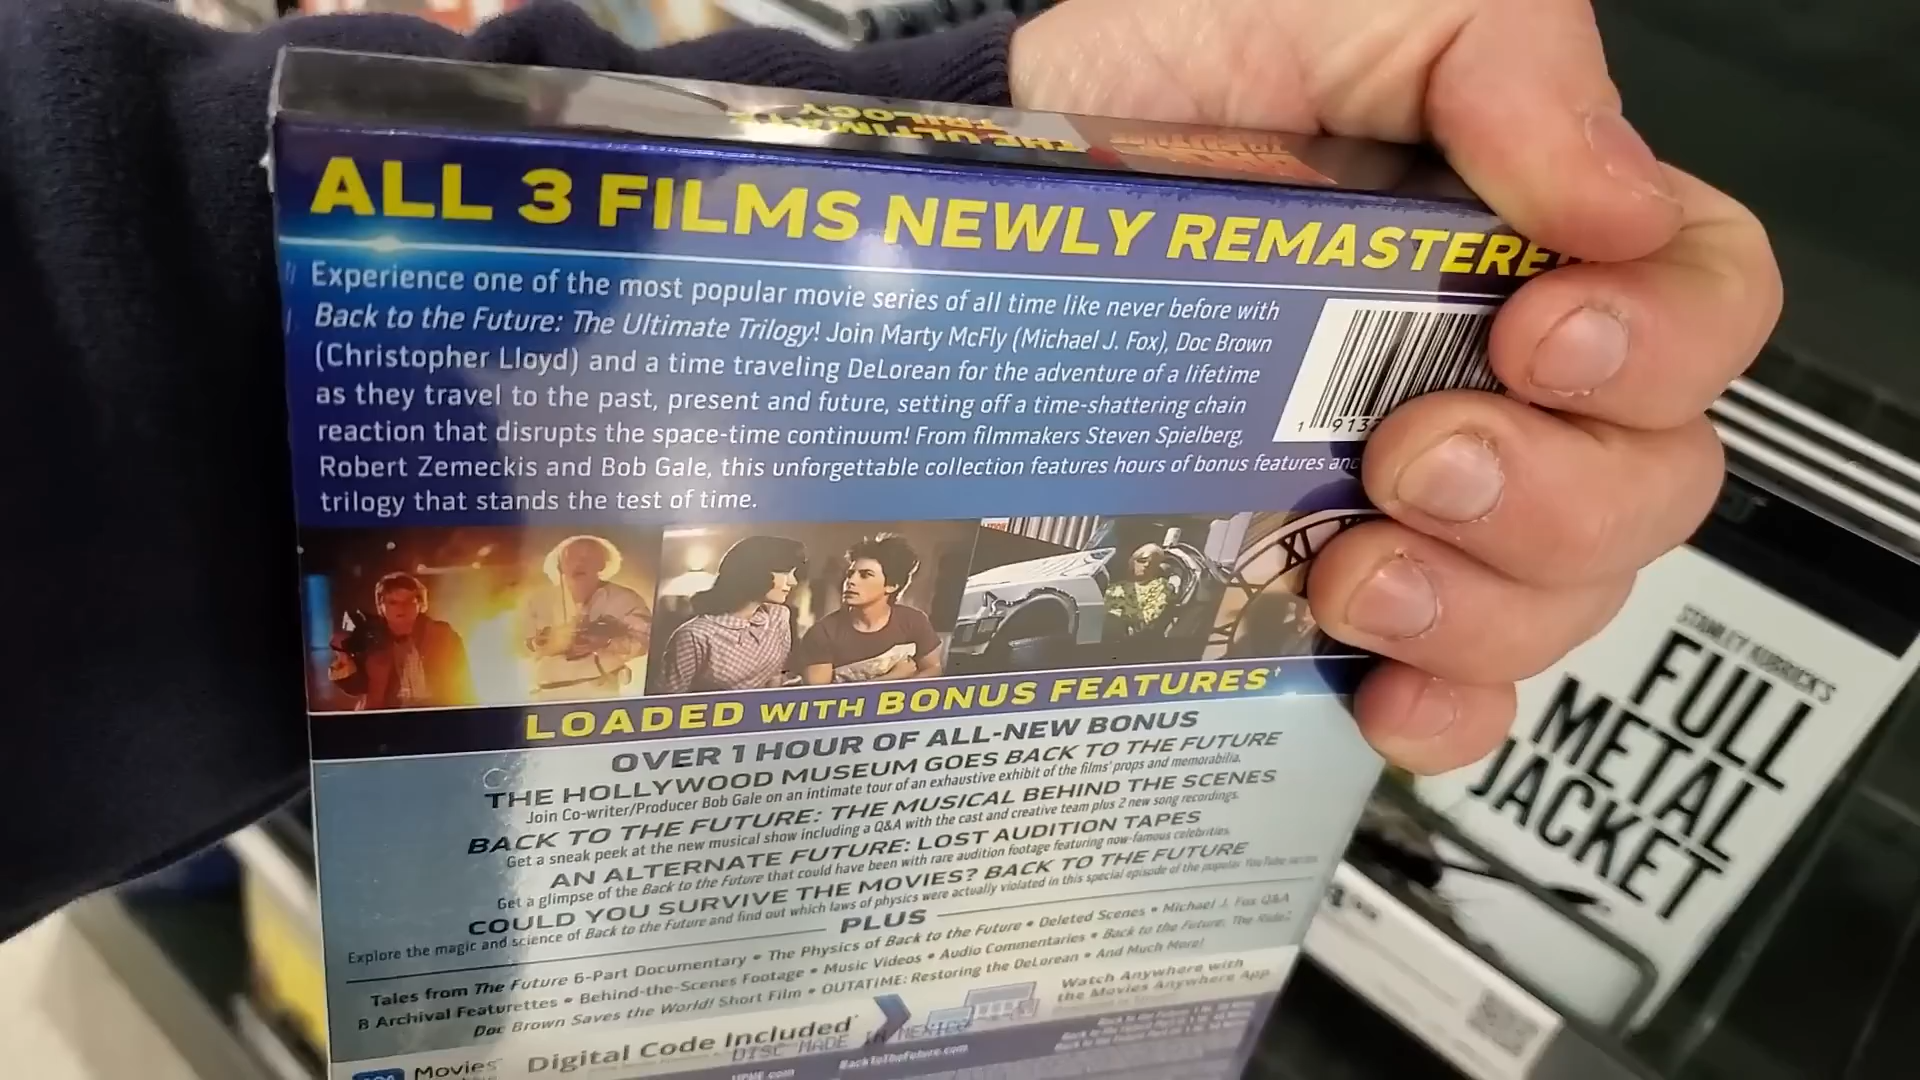 THE ULTIMATE
TRILOGY
ALL 3 FILMS NEWLY REMASTERE
Experience one of the most popular movie series of all time like never before with
Back to the Future: The Ultimate Trilogy! Join Marty McFly (Michael J. Fox), Doc Brown
(Christopher Lloyd) and a time traveling DeLorean for the adventure of a lifetime
as they travel to the past, present and future, setting off a time-shattering chain
reaction that disrupts the space-time continuum! From filmmakers Steven Spielberg,
Robert Zemeckis and Bob Gale, this unforgettable collection features hours of bonus features and
trilogy that stands the test of time.
XI
LOADED WITH BONUS FEATURES†
OVER 1 HOUR OF ALL-NEW BONUS
THE HOLLYWOOD MUSEUM GOES BACK TO THE FUTURE
Join Co-writer/Producer Bob Gale on an intimate tour of an exhaustive exhibit of the films' props and memorabilia.
BACK TO THE FUTURE: THE MUSICAL BEHIND THE SCENES
Get a sneak peek at the new musical show including a Q&A with the cast and creative team plus 2 new song recordings.
AN ALTERNATE FUTURE: LOST AUDITION TAPES
Get a glimpse of the Back to the Future that could have been with rare audition footage featuring now-famous celebrities.
COULD YOU SURVIVE THE MOVIES? BACK TO THE FUTURE
Explore the magic and science of Back to the Future and find out which laws of physics were actually violated in this special episode of the popular YouTube series.
PLUS
Tales from The Future 6-Part Documentary • The Physics of Back to the Future • Deleted Scenes • Michael J. Fox Q&A
8 Archival Featurettes • Behind-the-Scenes Footage • Music Videos • Audio Commentaries • Back to the Future: The Ride
Doc Brown Saves the World! Short Film • OUTATIME: Restoring the DeLorean • And Much More!
Digital Code Included*
DISC MADE IN MEXICO
Watch Anywhere with
the Movies Anywhere App
Movies
BackToTheFuture.com
STANLEY KUBRICK'S
FULL
METAL
JACKET